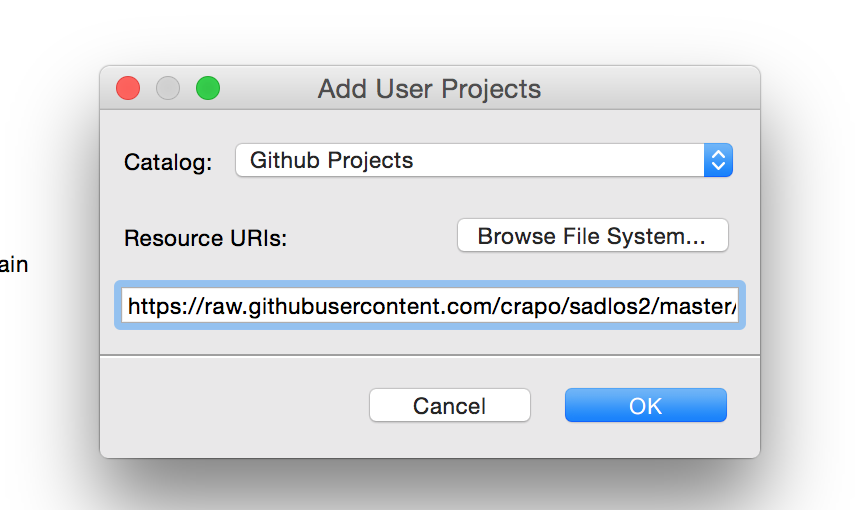 Add User Projects
Catalog: Github Projects
ain
Resource URIs: Browse File System...
https://raw.githubusercontent.com/crapo/sadlos2/master/
Cancel OK